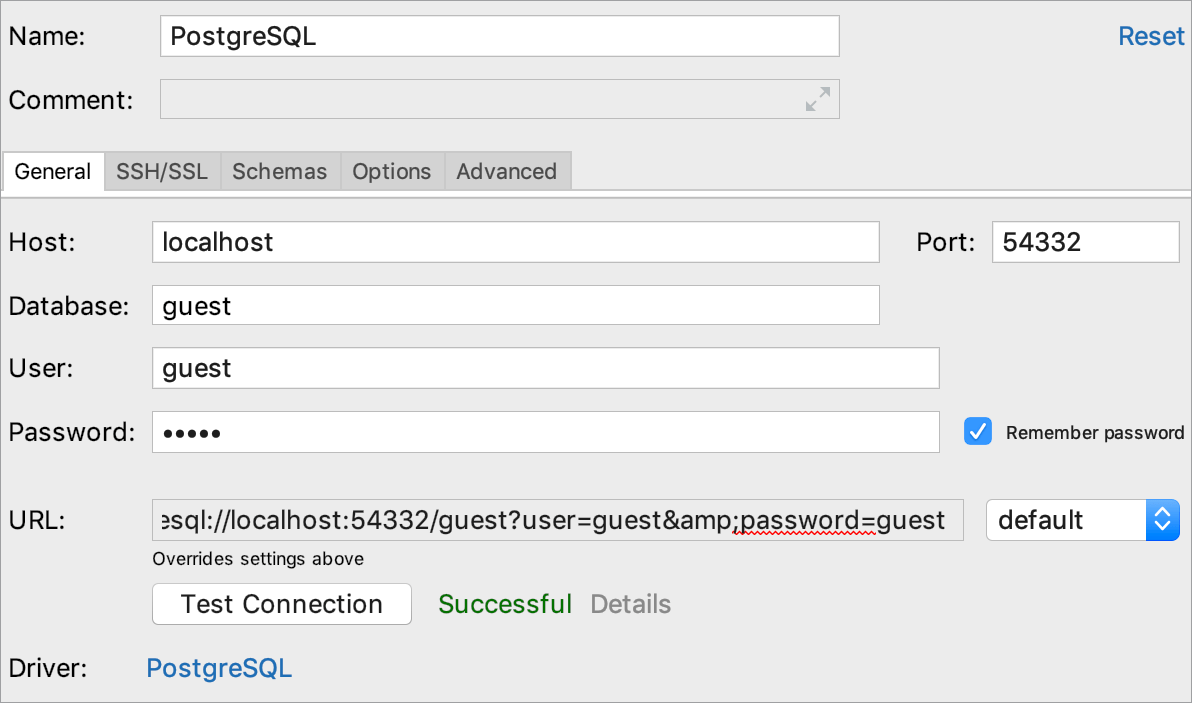 Name: PostgreSQL Reset
Comment:
General SSH/SSL Schemas Options Advanced
Host: localhost Port: 54332
Database: guest
User: guest
Password: ••••• Remember password
URL: esql://localhost:54332/guest?user=guest&amp;password=guest default
Overrides settings above
Test Connection Successful Details
Driver: PostgreSQL